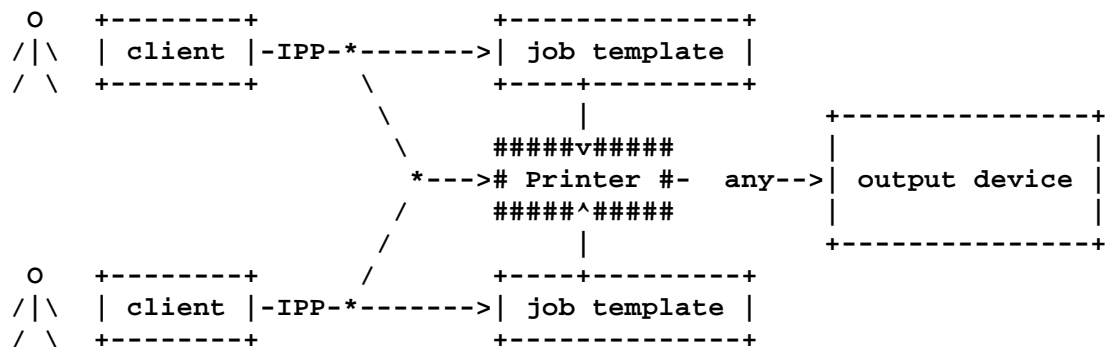 O    +--------+             +--------------+
 /|\   | client |-IPP-*------->| job template |
 / \   +--------+      \      +----+---------+
                        \          |             +---------------+
                         \    #####v#####        |               |
                          *--->#  Printer #-  any-->| output device |
                         /    #####^#####        |               |
                        /          |             +---------------+
  O    +--------+      /      +----+---------+
 /|\   | client |-IPP-*------->| job template |
 / \   +--------+             +--------------+